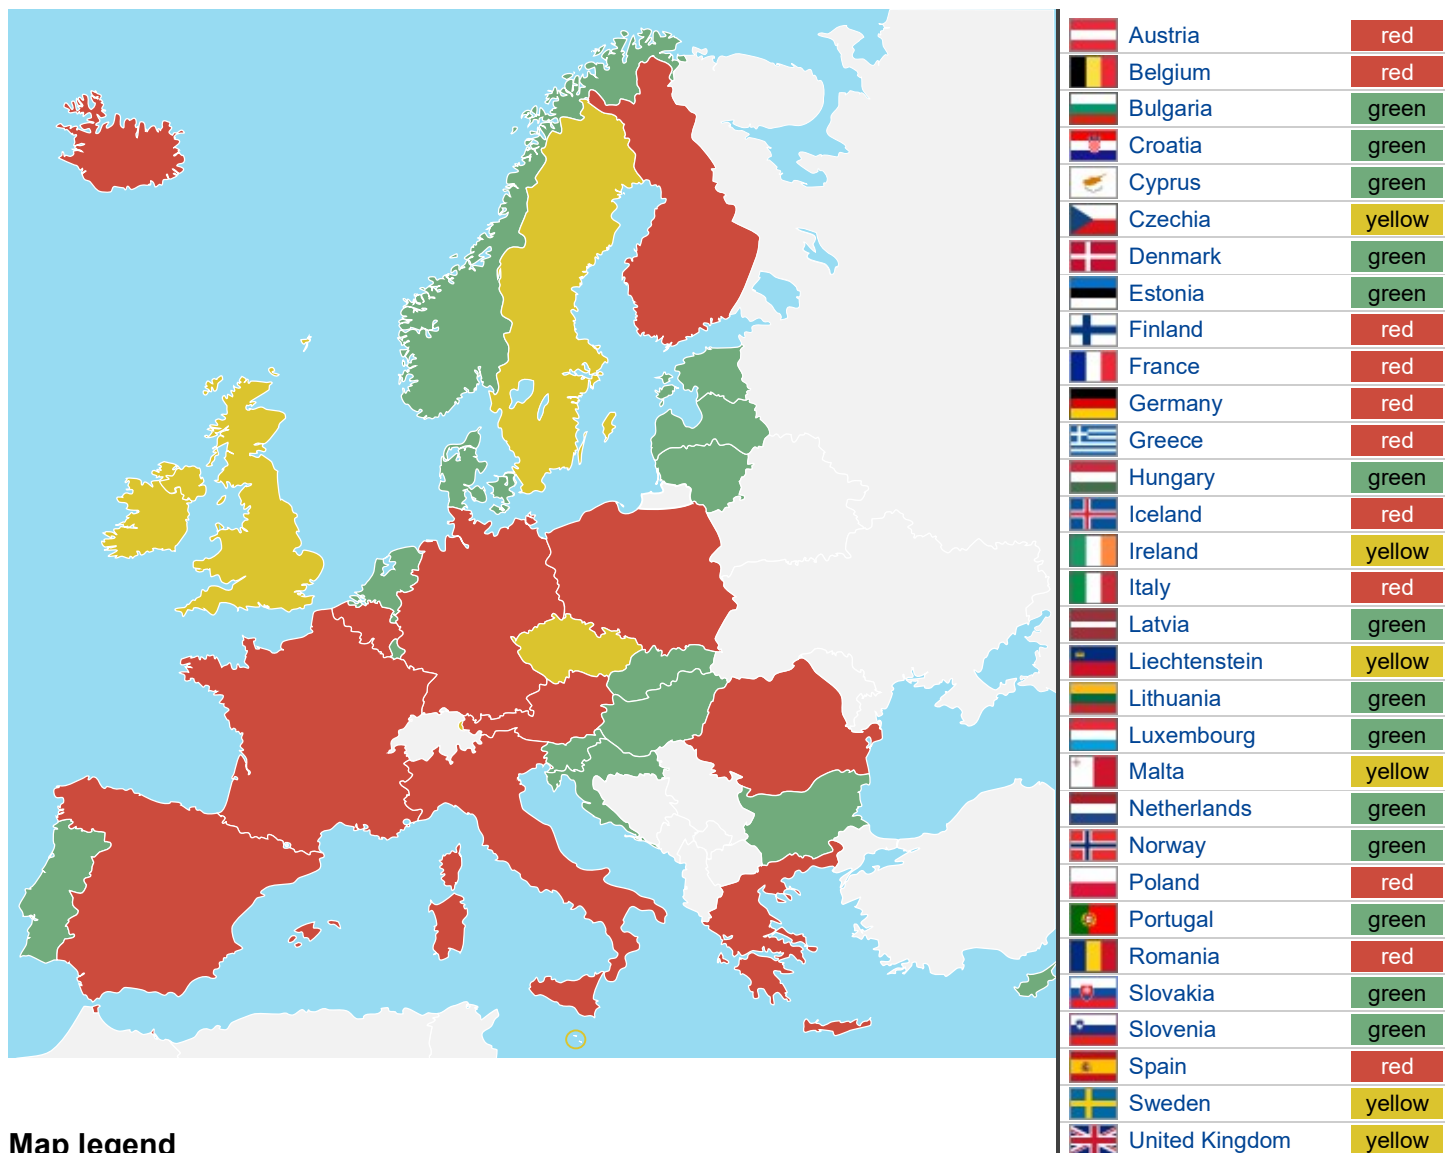 Austria red
Belgium red
Bulgaria green
Croatia green
Cyprus green
Czechia yellow
Denmark green
Estonia green
Finland red
France red
Germany red
Greece red
Hungary green
Iceland red
Ireland yellow
Italy red
Latvia green
Liechtenstein yellow
Lithuania green
Luxembourg green
Malta yellow
Netherlands green
Norway green
Poland red
Portugal green
Romania red
Slovakia green
Slovenia green
Spain red
Sweden yellow
United Kingdom yellow
Map legend